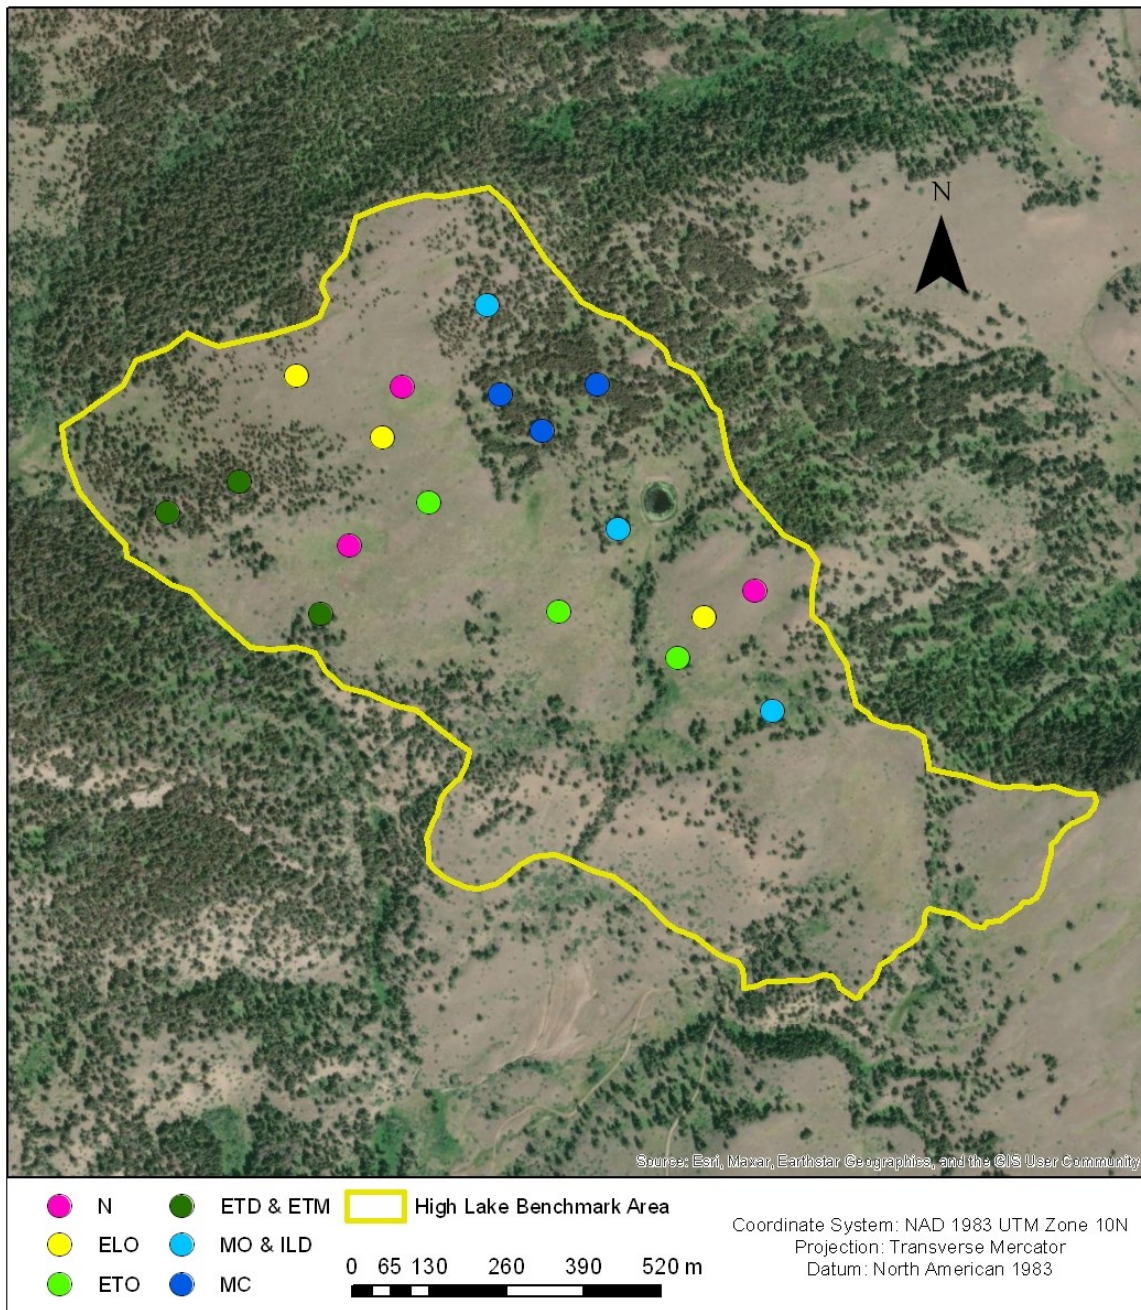 N
Source: Esri, Maxar, Earthstar Geographics, and the GIS User Community
N
ELO
ETO
ETD & ETM
MO & ILD
MC
High Lake Benchmark Area
0 65 130 260 390 520 m
Coordinate System: NAD 1983 UTM Zone 10N
Projection: Transverse Mercator
Datum: North American 1983